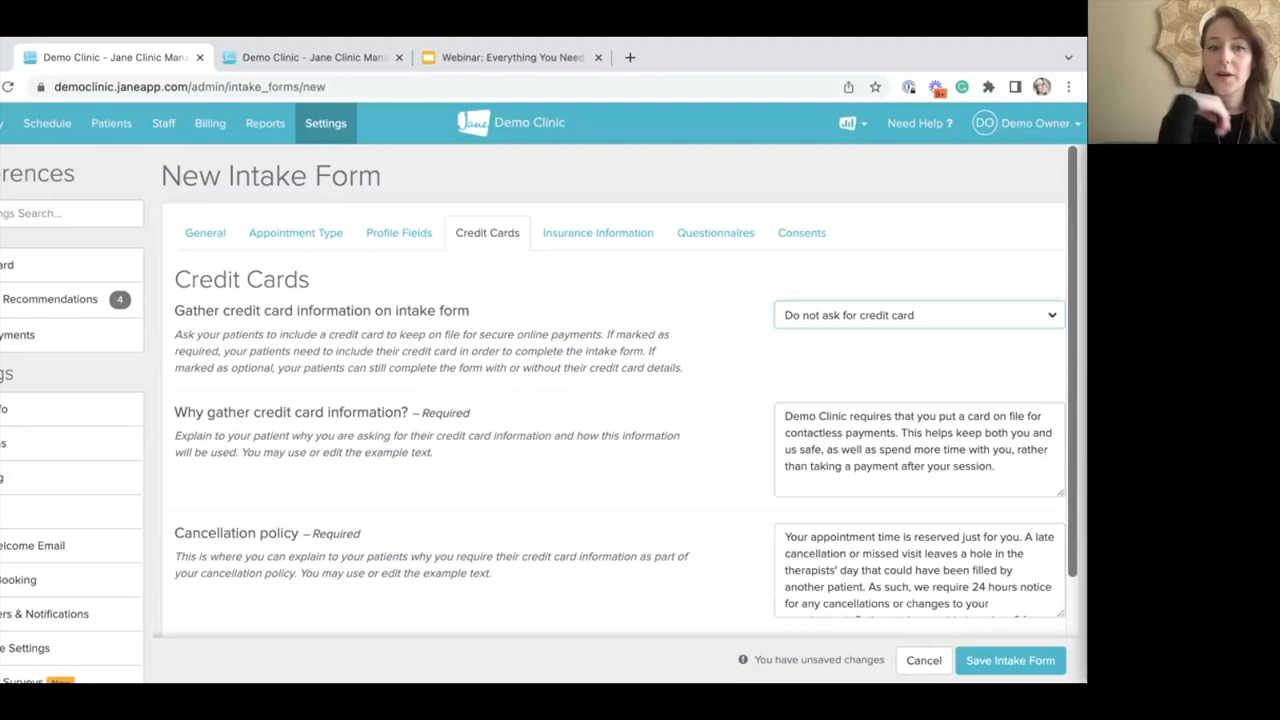 Demo Clinic - Jane Clinic Mana
Demo Clinic - Jane Clinic Mane
Webinar: Everything You Need
democlinic.janeapp.com/admin/intake_forms/new
9+
y Schedule Patients Staff Billing Reports Settings
Jane Demo Clinic
Need Help ? DO Demo Owner
erences
New Intake Form
ngs Search...
General Appointment Type Profile Fields Credit Cards Insurance Information Questionnaires Consents
ard
Recommendations 4
yments
gs
fo
ns
g
elcome Email
Booking
ers & Notifications
e Settings
Surveys New
Credit Cards
Gather credit card information on intake form
Do not ask for credit card
Ask your patients to include a credit card to keep on file for secure online payments. If marked as
required, your patients need to include their credit card in order to complete the intake form. If
marked as optional, your patients can still complete the form with or without their credit card details.
Why gather credit card information? – Required
Explain to your patient why you are asking for their credit card information and how this information
will be used. You may use or edit the example text.
Demo Clinic requires that you put a card on file for
contactless payments. This helps keep both you and
us safe, as well as spend more time with you, rather
than taking a payment after your session.
Cancellation policy – Required
This is where you can explain to your patients why you require their credit card information as part of
your cancellation policy. You may use or edit the example text.
Your appointment time is reserved just for you. A late
cancellation or missed visit leaves a hole in the
therapists' day that could have been filled by
another patient. As such, we require 24 hours notice
for any cancellations or changes to your
You have unsaved changes Cancel Save Intake Form